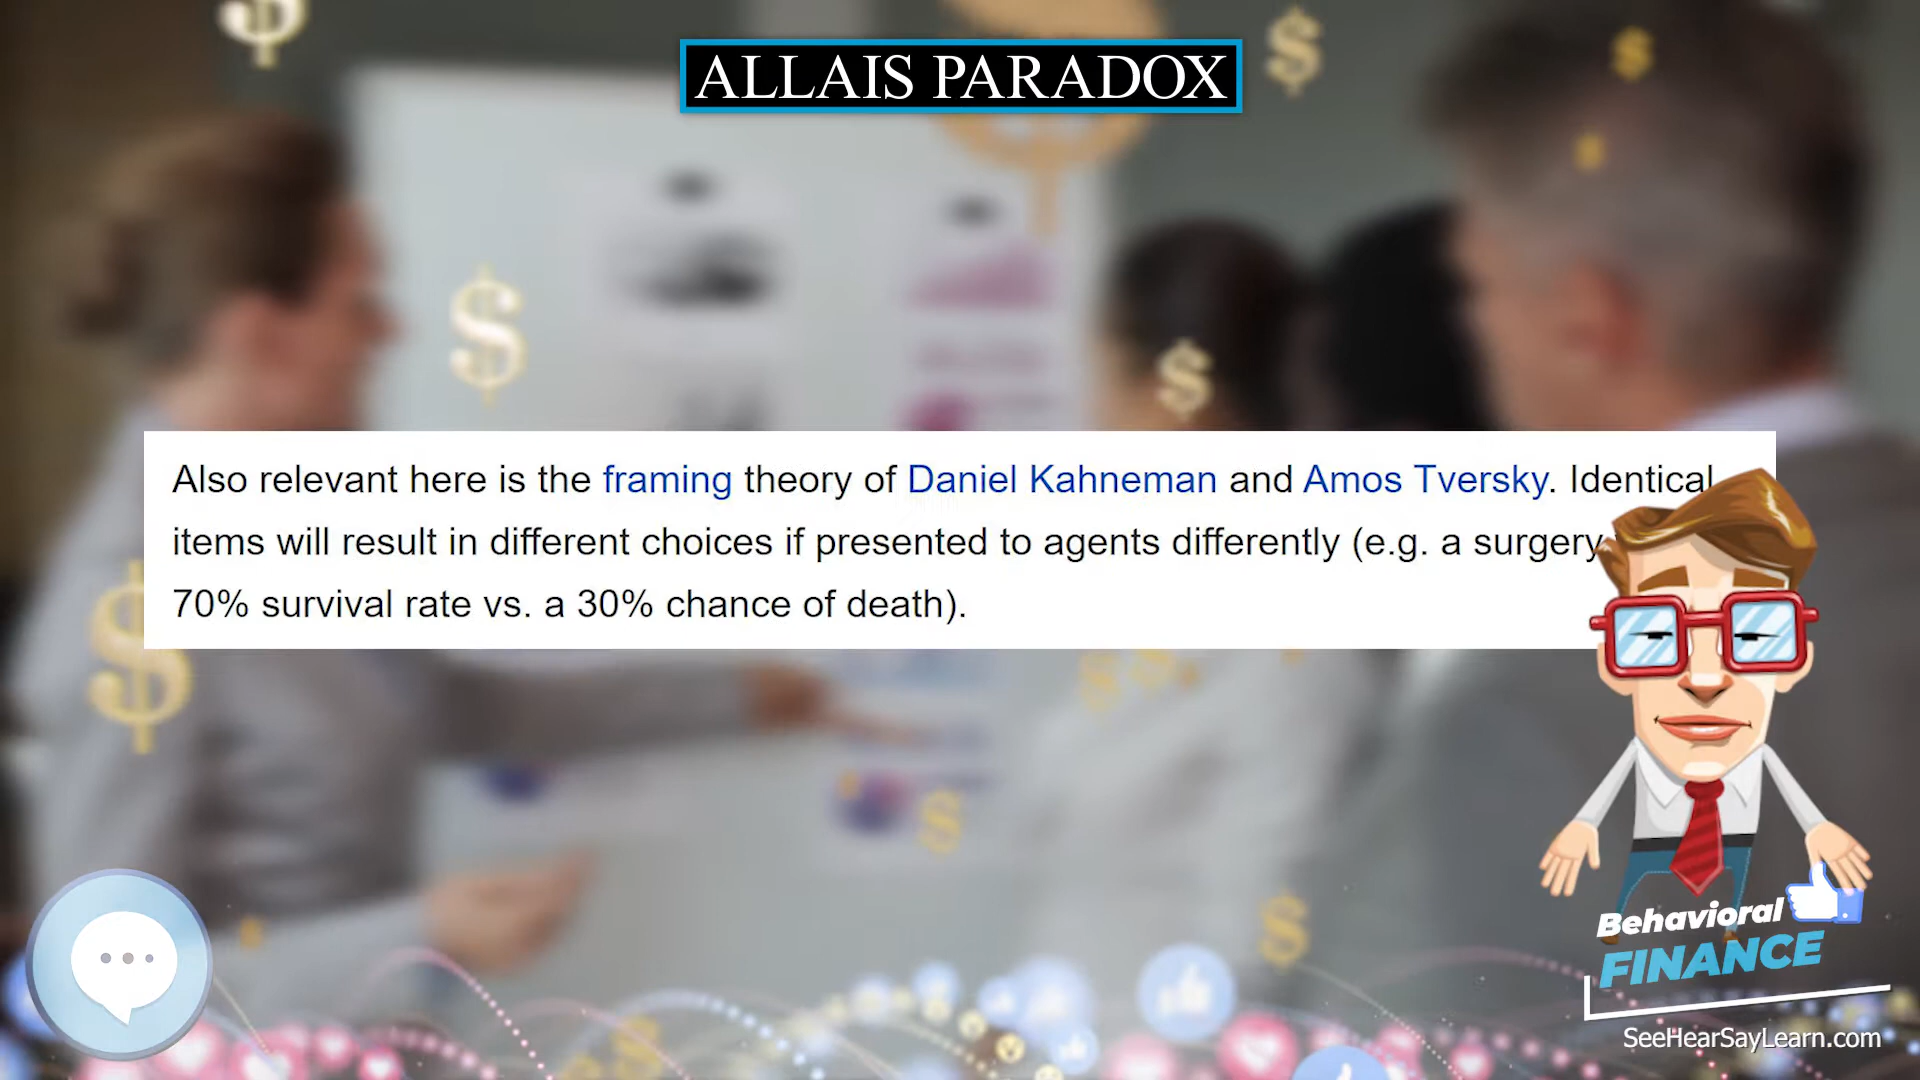 ALLAIS PARADOX
Also relevant here is the framing theory of Daniel Kahneman and Amos Tversky. Identical
items will result in different choices if presented to agents differently (e.g. a surgery
70% survival rate vs. a 30% chance of death).
Behavioral
FINANCE
SeeHearSayLearn.com